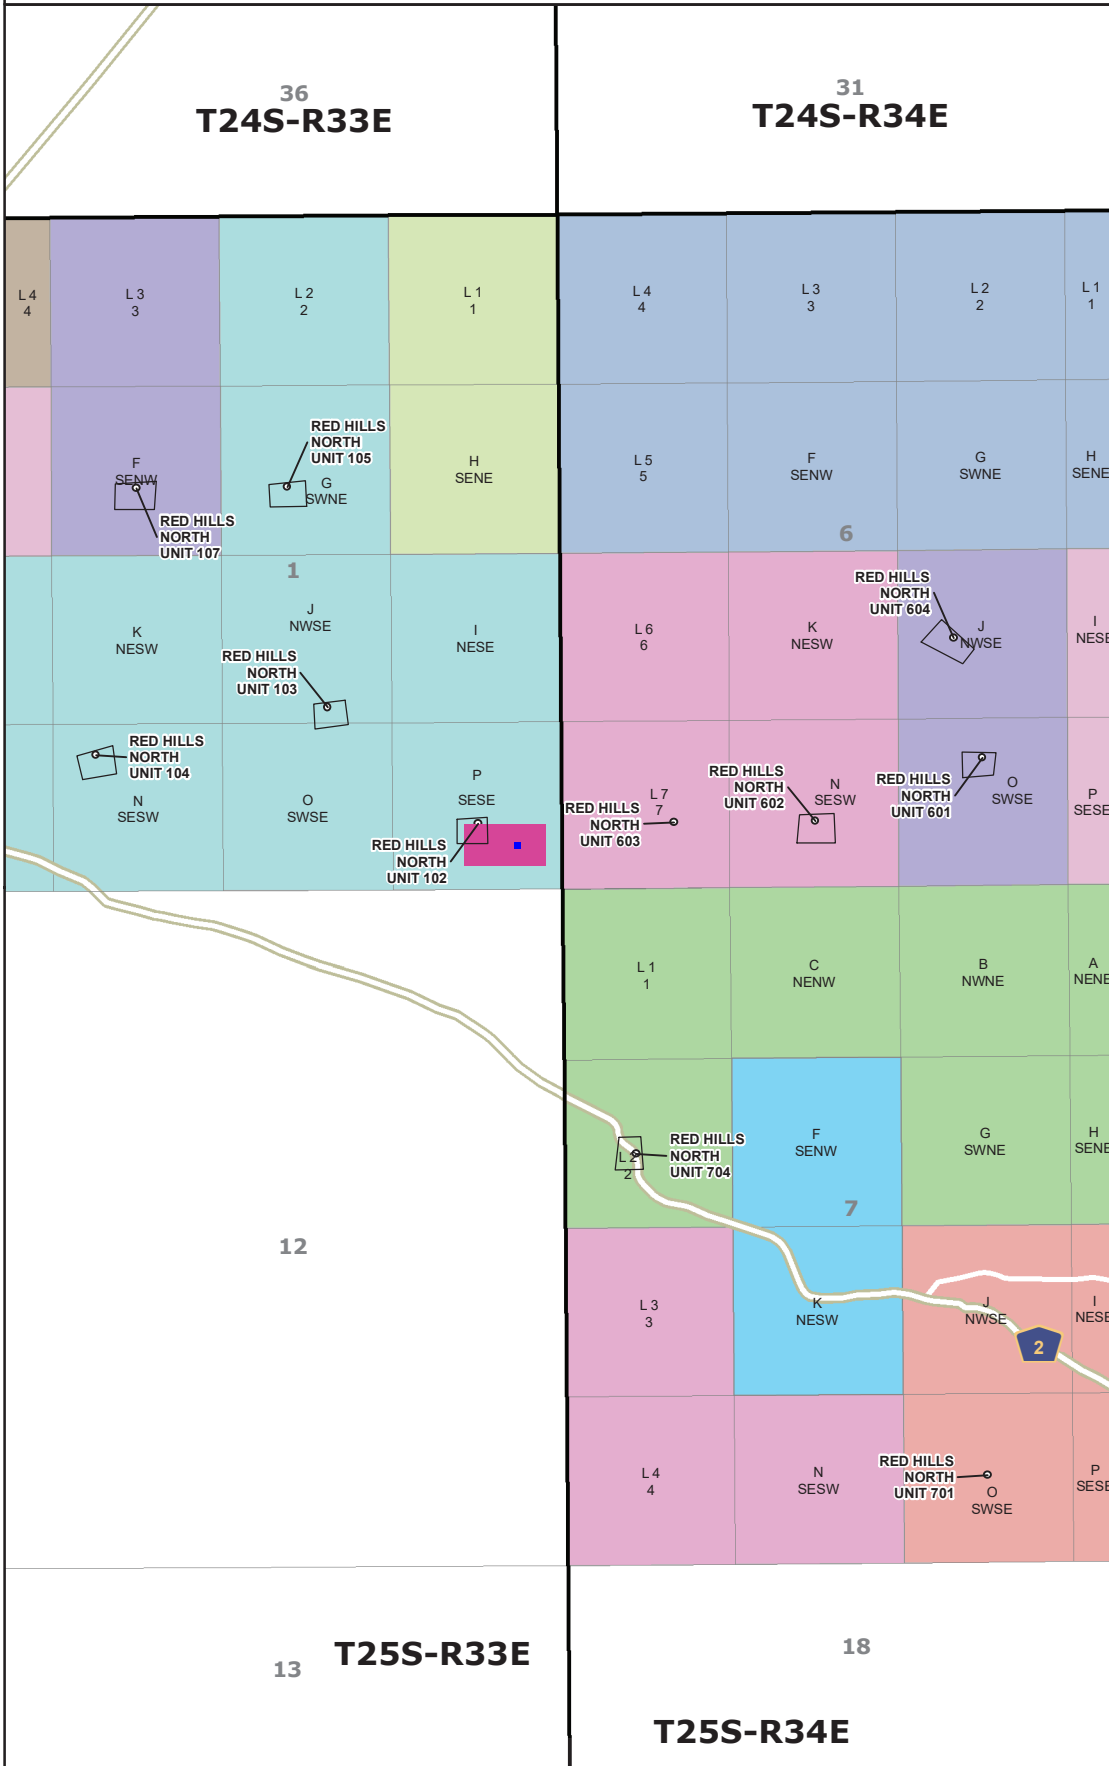 36
T24S-R33E
31
T24S-R34E
L 4
4
L 3
3
L 2
2
L 1
1
L 4
4
L 3
3
L 2
2
L 1
1
F
SENW
RED HILLS
NORTH
UNIT 107
RED HILLS
NORTH
UNIT 105
G
SWNE
H
SENE
L 5
5
F
SENW
G
SWNE
H
SENE
1
6
K
NESW
J
NWSE
I
NESE
L 6
6
K
NESW
RED HILLS
NORTH
UNIT 604
J
NWSE
I
NESE
RED HILLS
NORTH
UNIT 103
RED HILLS
NORTH
UNIT 104
N
SESW
O
SWSE
P
SESE
RED HILLS
NORTH
UNIT 102
L 7
7
RED HILLS
NORTH
UNIT 603
RED HILLS
NORTH
UNIT 602
N
SESW
RED HILLS
NORTH
UNIT 601
O
SWSE
P
SESE
L 1
1
C
NENW
B
NWNE
A
NENE
L 2
2
RED HILLS
NORTH
UNIT 704
F
SENW
G
SWNE
H
SENE
7
12
L 3
3
K
NESW
J
NWSE
I
NESE
2
L 4
4
N
SESW
RED HILLS
NORTH
UNIT 701
O
SWSE
P
SESE
13
T25S-R33E
18
T25S-R34E